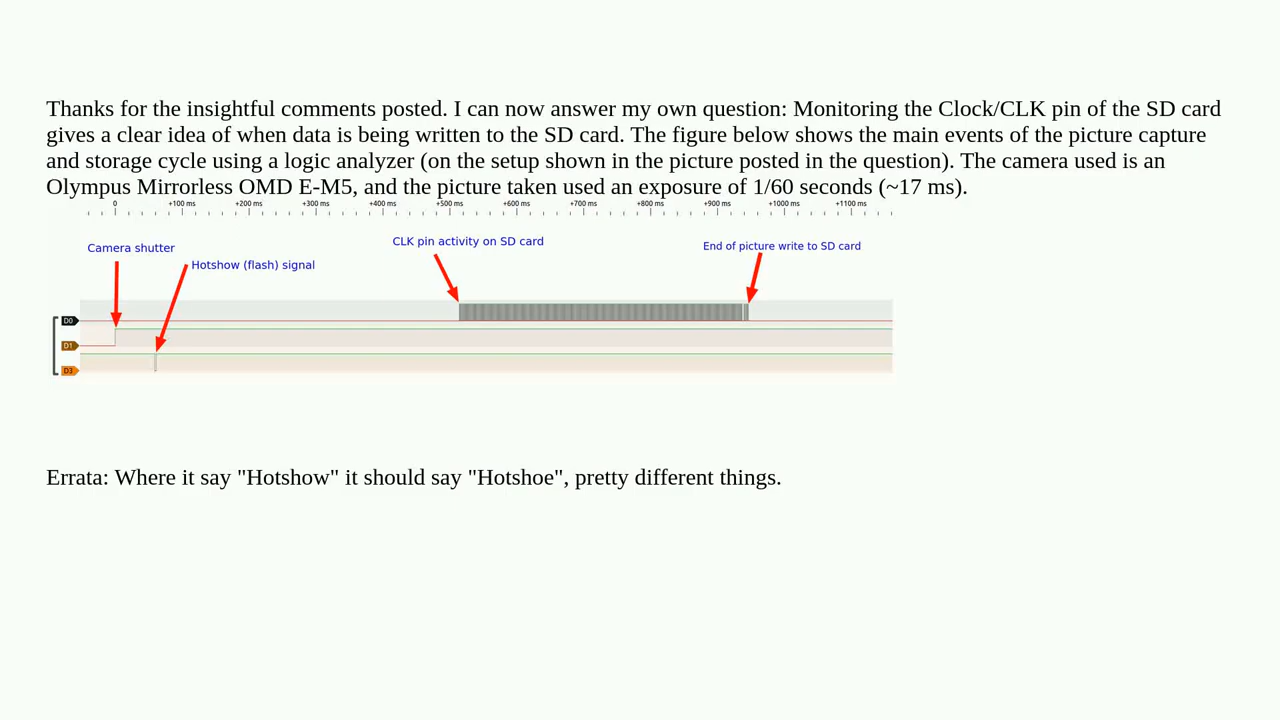 Thanks for the insightful comments posted. I can now answer my own question: Monitoring the Clock/CLK pin of the SD card
gives a clear idea of when data is being written to the SD card. The figure below shows the main events of the picture capture
and storage cycle using a logic analyzer (on the setup shown in the picture posted in the question). The camera used is an
Olympus Mirrorless OMD E-M5, and the picture taken used an exposure of 1/60 seconds (~17 ms).
0 +100 ms +200 ms +300 ms +400 ms +500 ms +600 ms +700 ms +800 ms +900 ms +1000 ms +1100 ms
Camera shutter
Hotshow (flash) signal
CLK pin activity on SD card
End of picture write to SD card
D0
D1
D3
Errata: Where it say "Hotshow" it should say "Hotshoe", pretty different things.